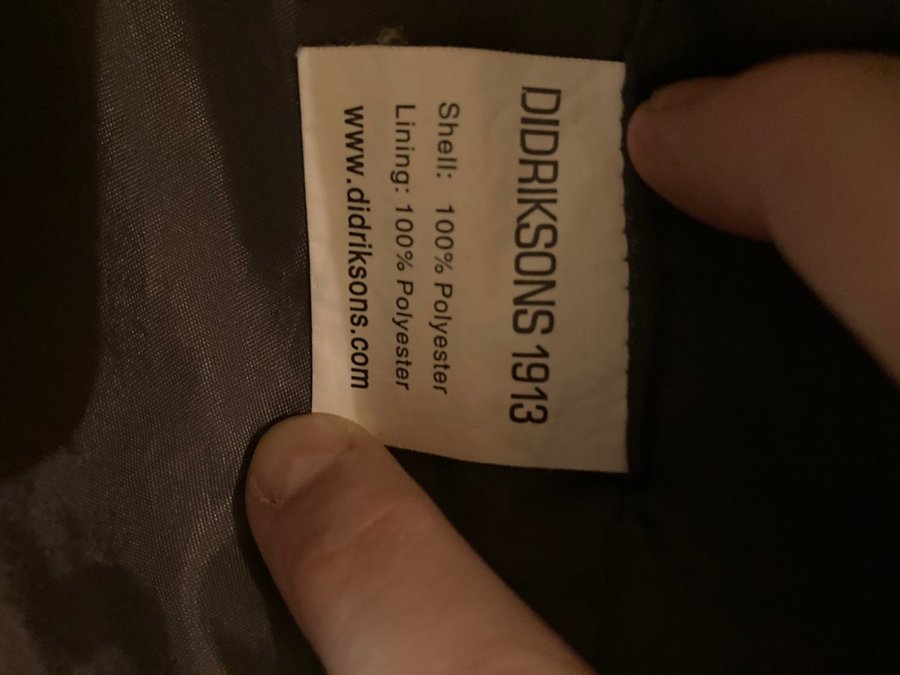 DIDRIKSONS 1913
Shell: 100% Polyester
Lining: 100% Polyester
www.didriksons.com